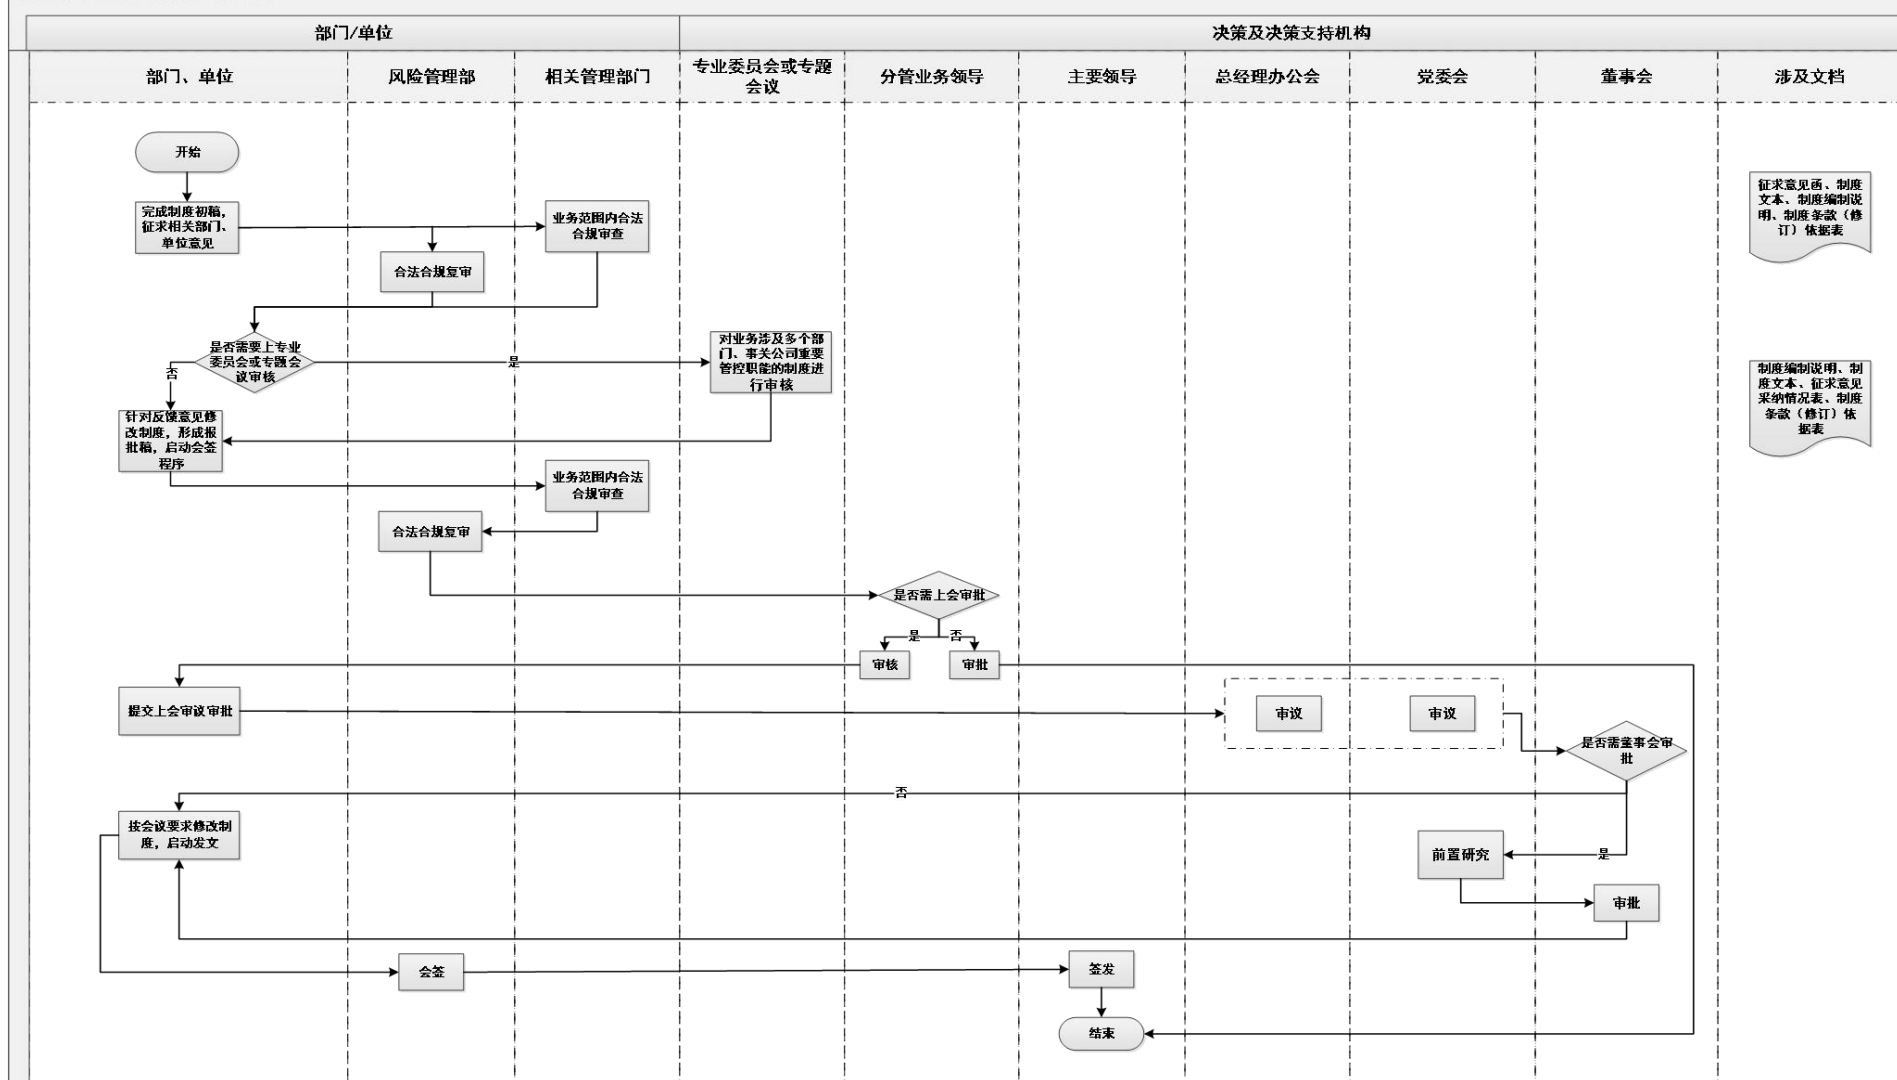 部门/单位
决策及决策支持机构
部门、单位
风险管理部
相关管理部门
专业委员会或专题
会议
分管业务领导
主要领导
总经理办公会
党委会
董事会
涉及文档
开始
完成制度初稿，
征求相关部门、
单位意见
业务范围内合法
合规审查
合法合规复审
征求意见函、制度
文本、制度编制说
明、制度条款（修
订）依据表
是否需要上专业
委员会或专题会
议审核
是
否
对业务涉及多个部
门、事关公司重要
管控职能的制度进
行审核
制度编制说明、制
度文本、征求意见
采纳情况表、制度
条款（修订）依
据表
针对反馈意见修
改制度，形成报
批稿，启动会签
程序
业务范围内合法
合规审查
合法合规复审
是否需上会审批
是
否
审核
审批
提交上会审议审批
审议
审议
是否需董事会审
批
否
按会议要求修改制
度，启动发文
前置研究
是
审批
会签
签发
结束